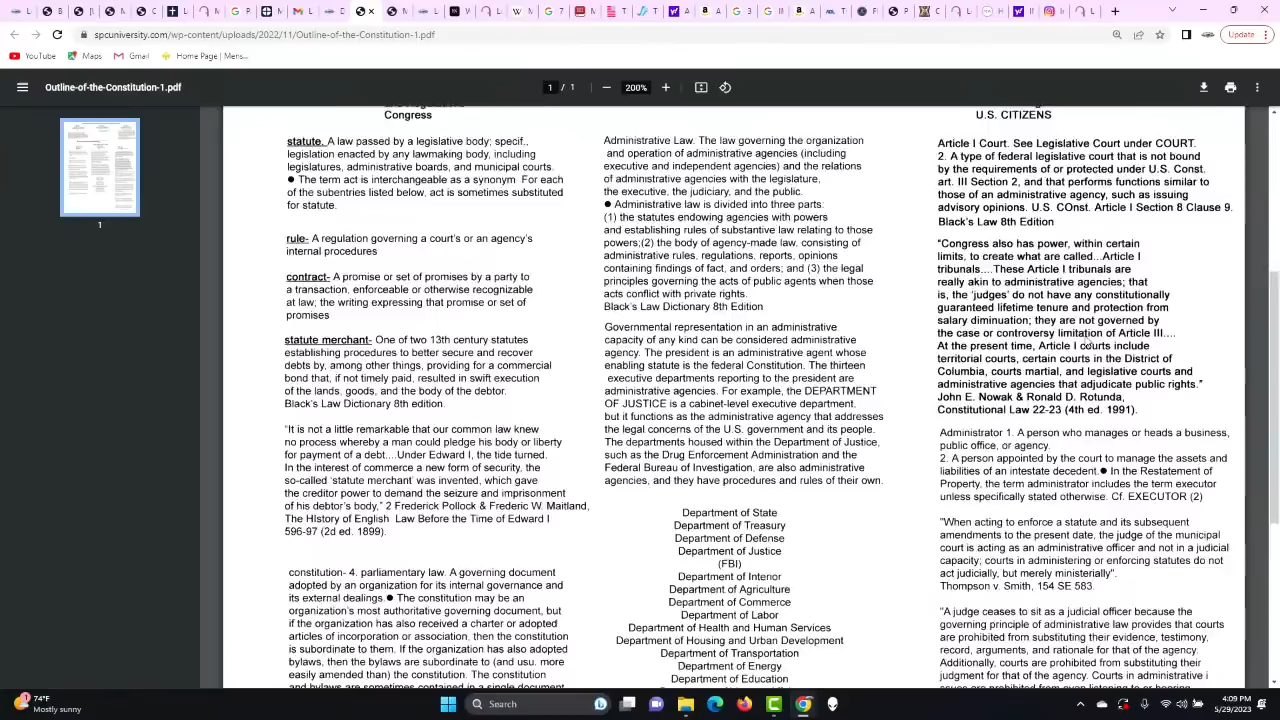 spcuniversity.com/wp-content/uploads/2022/11/Outline-of-the-Constitution-1.pdf
Update
YouTube
Maps
Gmail
Home Page | Mens...
Outline-of-the-Constitution-1.pdf
1 / 1
200%
1
Congress
statute. A law passed by a legislative body; specif.,
legislation enacted by any lawmaking body, including
legislatures, administrative boards, and municipal courts.
● The term act is interchangeable as a synonym For each
of the subentries listed below, act is sometimes substituted
for statute.
rule- A regulation governing a court's or an agency's
internal procedures
contract- A promise or set of promises by a party to
a transaction, enforceable or otherwise recognizable
at law; the writing expressing that promise or set of
promises
statute merchant- One of two 13th century statutes
establishing procedures to better secure and recover
debts by, among other things, providing for a commercial
bond that, if not timely paid, resulted in swift execution
of the lands, goods, and the body of the debtor.
Black's Law Dictionary 8th edition.
"It is not a little remarkable that our common law knew
no process whereby a man could pledge his body or liberty
for payment of a debt....Under Edward I, the tide turned.
In the interest of commerce a new form of security, the
so-called 'statute merchant' was invented, which gave
the creditor power to demand the seizure and imprisonment
of his debtor's body," 2 Frederick Pollock & Frederic W. Maitland,
The HIstory of English Law Before the Time of Edward I
596-97 (2d ed. 1899).
constitution- 4. parliamentary law. A governing document
adopted by an organization for its internal governance and
its external dealings.● The constitution may be an
organization's most authoritative governing document, but
if the organization has also received a charter or adopted
articles of incorporation or association, then the constitution
is subordinate to them. If the organization has also adopted
bylaws, then the bylaws are subordinate to (and usu. more
easily amended than) the constitution. The constitution
and bylaws are sometimes contained in a single document
Administrative Law. The law governing the organization
and operation of administrative agencies (including
executive and independent agencies) and the relations
of administrative agencies with the legislature,
the executive, the judiciary, and the public.
● Administrative law is divided into three parts:
(1) the statutes endowing agencies with powers
and establishing rules of substantive law relating to those
powers;(2) the body of agency-made law, consisting of
administrative rules, regulations, reports, opinions
containing findings of fact, and orders; and (3) the legal
principles governing the acts of public agents when those
acts conflict with private rights.
Black's Law Dictionary 8th Edition
Governmental representation in an administrative
capacity of any kind can be considered administrative
agency. The president is an administrative agent whose
enabling statute is the federal Constitution. The thirteen
executive departments reporting to the president are
administrative agencies. For example, the DEPARTMENT
OF JUSTICE is a cabinet-level executive department.
but it functions as the administrative agency that addresses
the legal concerns of the U.S. government and its people.
The departments housed within the Department of Justice,
such as the Drug Enforcement Administration and the
Federal Bureau of Investigation, are also administrative
agencies, and they have procedures and rules of their own.
Department of State
Department of Treasury
Department of Defense
Department of Justice
(FBI)
Department of Interior
Department of Agriculture
Department of Commerce
Department of Labor
Department of Health and Human Services
Department of Housing and Urban Development
Department of Transportation
Department of Energy
Department of Education
U.S. CITIZENS
Article I Court. See Legislative Court under COURT.
2. A type of federal legislative court that is not bound
by the requirements of or protected under U.S. Const.
art. III Section 2, and that performs functions similar to
those of an administrative agency, such as issuing
advisory opinions. U.S. COnst. Article I Section 8 Clause 9.
Black's Law 8th Edition
"Congress also has power, within certain
limits, to create what are called...Article I
tribunals....These Article I tribunals are
really akin to administrative agencies; that
is, the 'judges' do not have any constitutionally
guaranteed lifetime tenure and protection from
salary diminuation; they are not governed by
the case or controversy limitation of Article III....
At the present time, Article I courts include
territorial courts, certain courts in the District of
Columbia, courts martial, and legislative courts and
administrative agencies that adjudicate public rights."
John E. Nowak & Ronald D. Rotunda,
Constitutional Law 22-23 (4th ed. 1991).
Administrator 1. A person who manages or heads a business,
public office, or agency.
2. A person appointed by the court to manage the assets and
liabilities of an intestate decedent.● In the Restatement of
Property, the term administrator includes the term executor
unless specifically stated otherwise. Cf. EXECUTOR (2)
"When acting to enforce a statute and its subsequent
amendments to the present date, the judge of the municipal
court is acting as an administrative officer and not in a judicial
capacity; courts in administering or enforcing statutes do not
act judicially, but merely ministerially".
Thompson v. Smith, 154 SE 583.
"A judge ceases to sit as a judicial officer because the
governing principle of administrative law provides that courts
are prohibited from substituting their evidence, testimony,
record, arguments, and rationale for that of the agency.
Additionally, courts are prohibited from substituting their
judgment for that of the agency. Courts in administrative i
74°F
Mostly sunny
Search
4:09 PM
5/29/2023